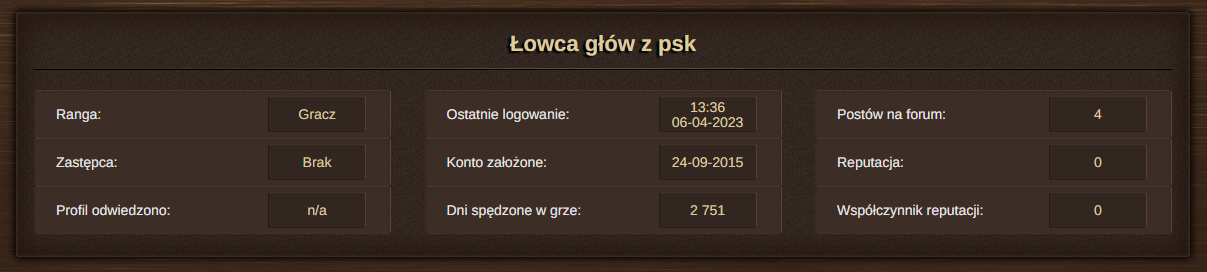 Łowca głów z psk
Ranga:
Gracz
Zastępca:
Brak
Profil odwiedzono:
n/a
Ostatnie logowanie:
13:36
06-04-2023
Konto założone:
24-09-2015
Dni spędzone w grze:
2 751
Postów na forum:
4
Reputacja:
0
Współczynnik reputacji:
0